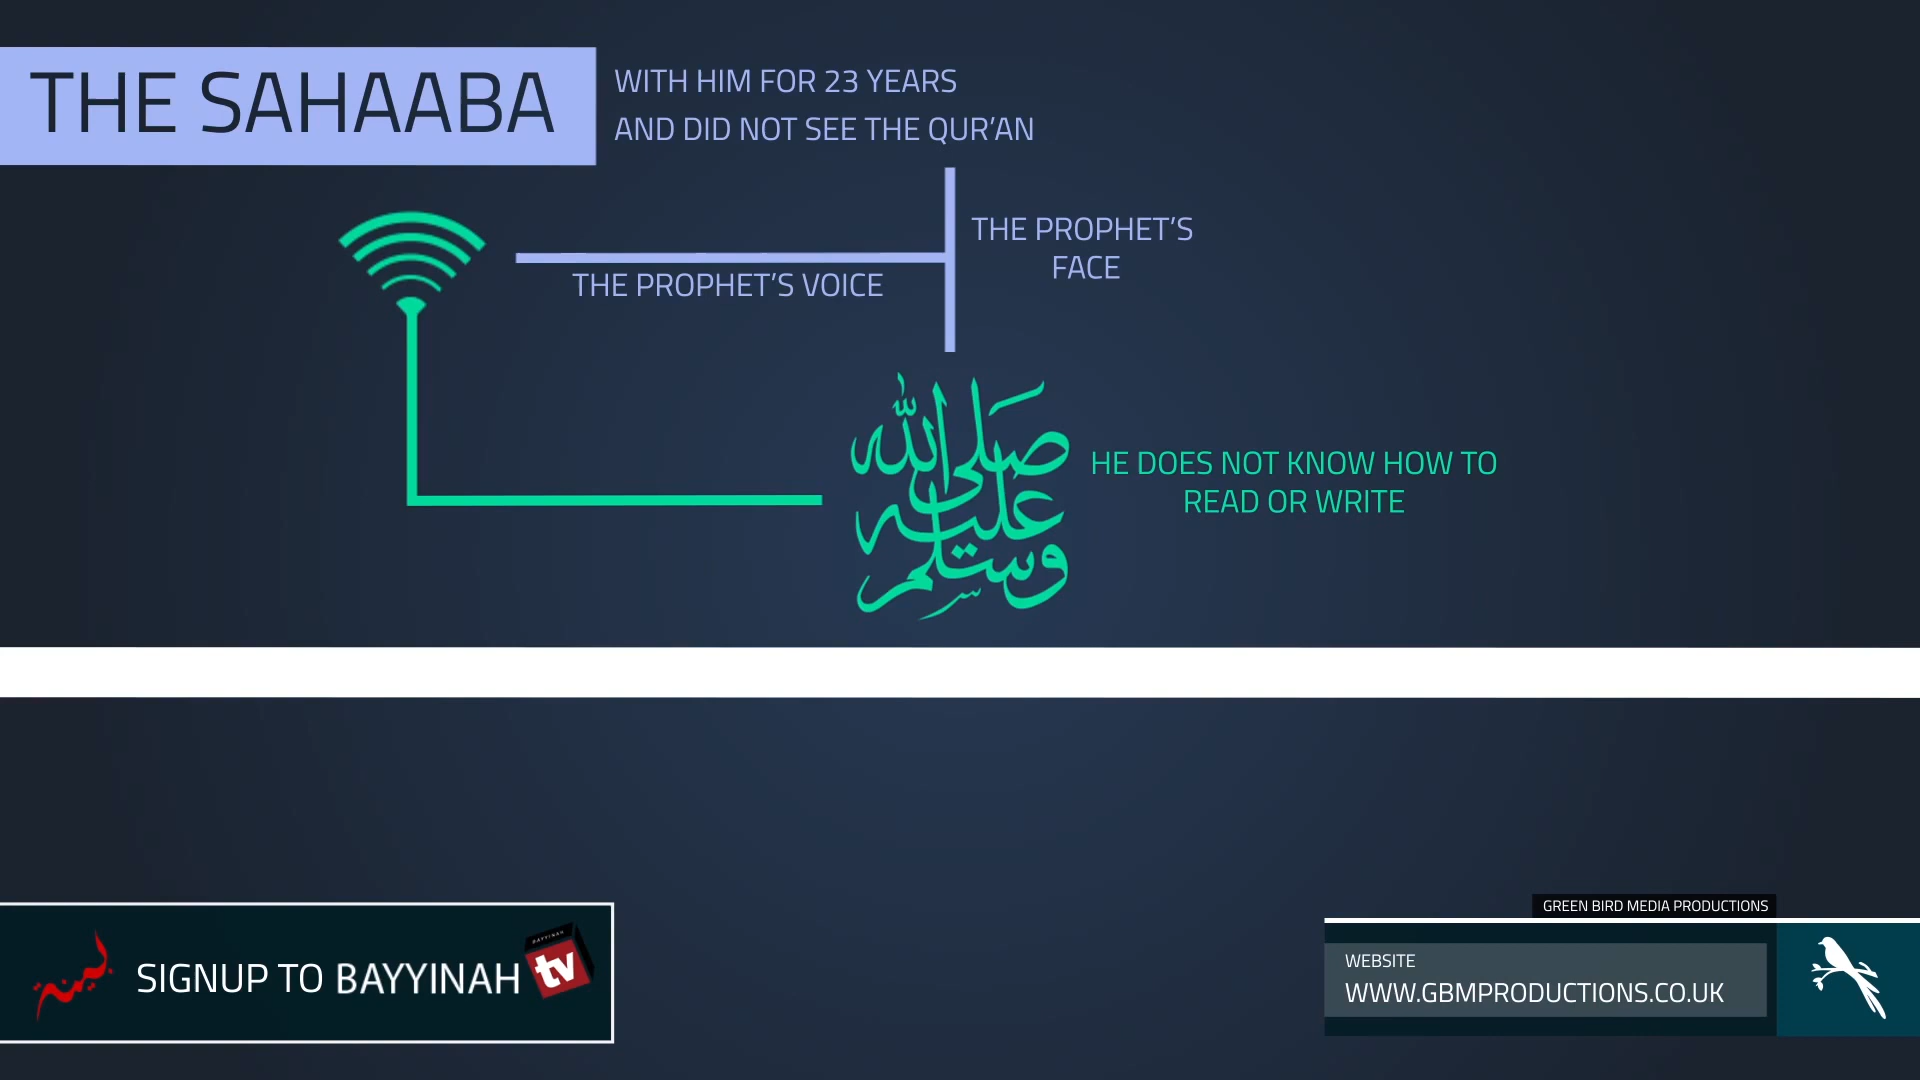 THE SAHAABA
WITH HIM FOR 23 YEARS
AND DID NOT SEE THE QUR’AN
THE PROPHET’S
FACE
THE PROPHET’S VOICE
صلى الله
عليه
وسلم
HE DOES NOT KNOW HOW TO
READ OR WRITE
بينة
SIGNUP TO BAYYINAH
BAYYINAH
tv
GREEN BIRD MEDIA PRODUCTIONS
WEBSITE
WWW.GBMPRODUCTIONS.CO.UK